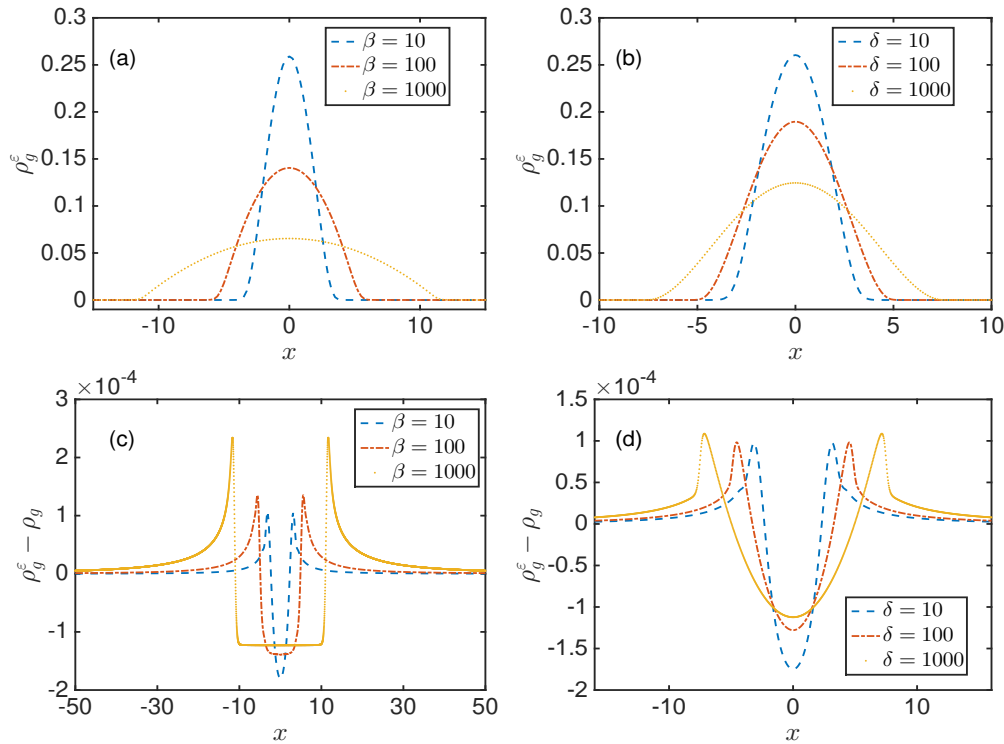 (a)
β = 10
β = 100
β = 1000
0.3
0.25
0.2
0.15
0.1
0.05
0
ρ_g^ε
-10 0 10
x
(b)
δ = 10
δ = 100
δ = 1000
0.3
0.25
0.2
0.15
0.1
0.05
0
ρ_g^ε
-10 -5 0 5 10
x
×10^-4
(c)
β = 10
β = 100
β = 1000
3
2
1
0
-1
-2
ρ_g^ε − ρ_g
-50 -30 -10 10 30 50
x
×10^-4
(d)
1.5
1
0.5
0
-0.5
-1
-1.5
-2
ρ_g^ε − ρ_g
δ = 10
δ = 100
δ = 1000
-10 0 10
x